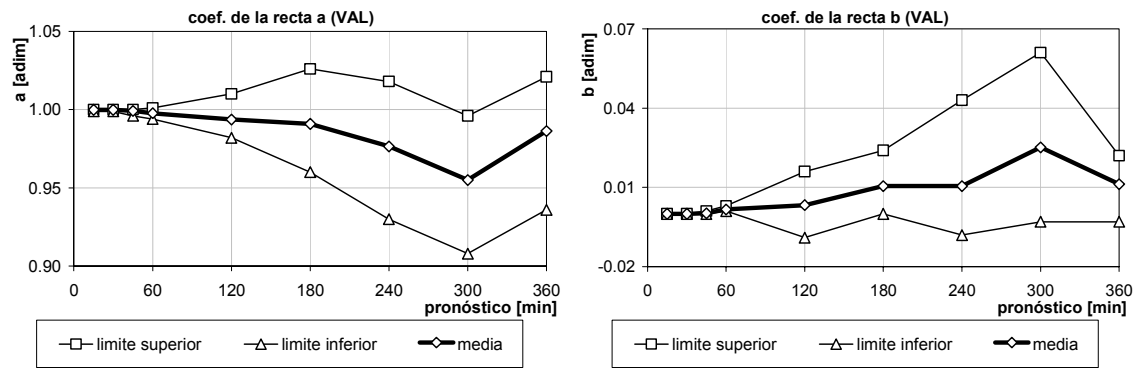 coef. de la recta a (VAL)
a [adim]
1.05
1.00
0.95
0.90
0 60 120 180 240 300 360
pronóstico [min]
limite superior limite inferior media
coef. de la recta b (VAL)
b [adim]
0.07
0.04
0.01
-0.02
0 60 120 180 240 300 360
pronóstico [min]
limite superior limite inferior media